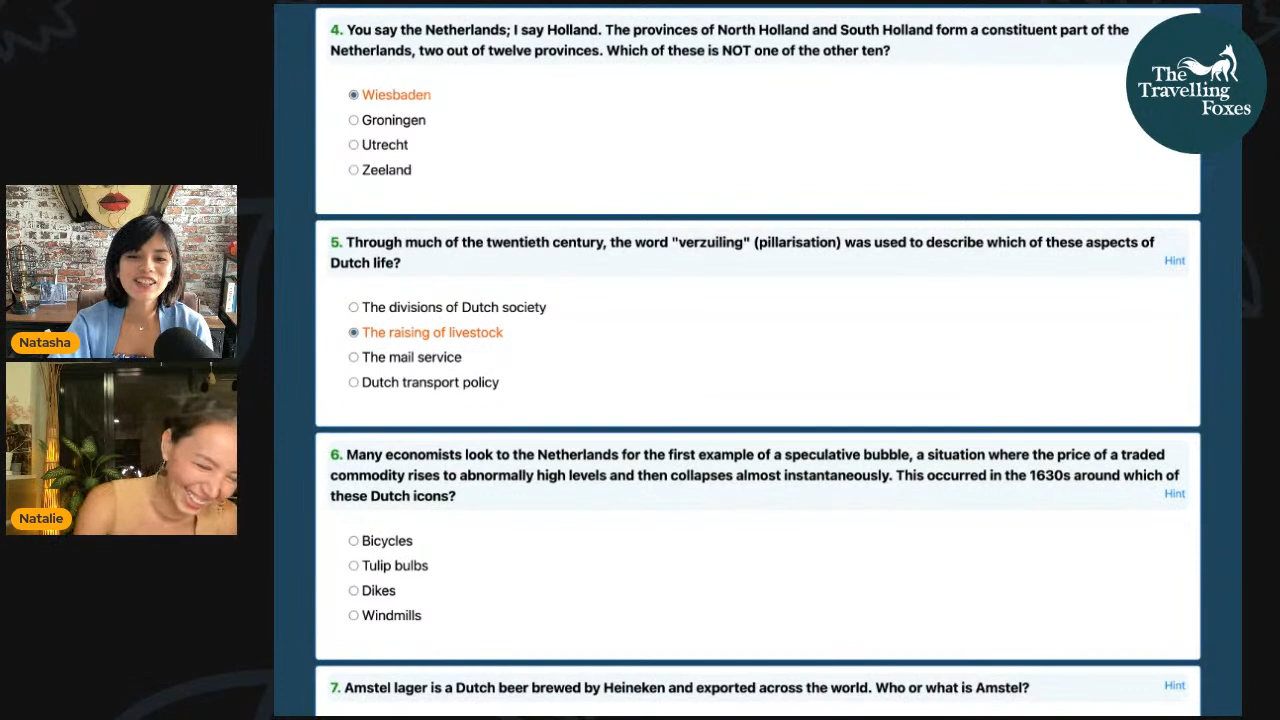 4. You say the Netherlands; I say Holland. The provinces of North Holland and South Holland form a constituent part of the
Netherlands, two out of twelve provinces. Which of these is NOT one of the other ten?
Wiesbaden
Groningen
Utrecht
Zeeland
The
Travelling
Foxes
5. Through much of the twentieth century, the word "verzuiling" (pillarisation) was used to describe which of these aspects of
Dutch life?
Hint
The divisions of Dutch society
The raising of livestock
The mail service
Dutch transport policy
Natasha
6. Many economists look to the Netherlands for the first example of a speculative bubble, a situation where the price of a traded
commodity rises to abnormally high levels and then collapses almost instantaneously. This occurred in the 1630s around which of
these Dutch icons?
Hint
Bicycles
Tulip bulbs
Dikes
Windmills
Natalie
7. Amstel lager is a Dutch beer brewed by Heineken and exported across the world. Who or what is Amstel?
Hint